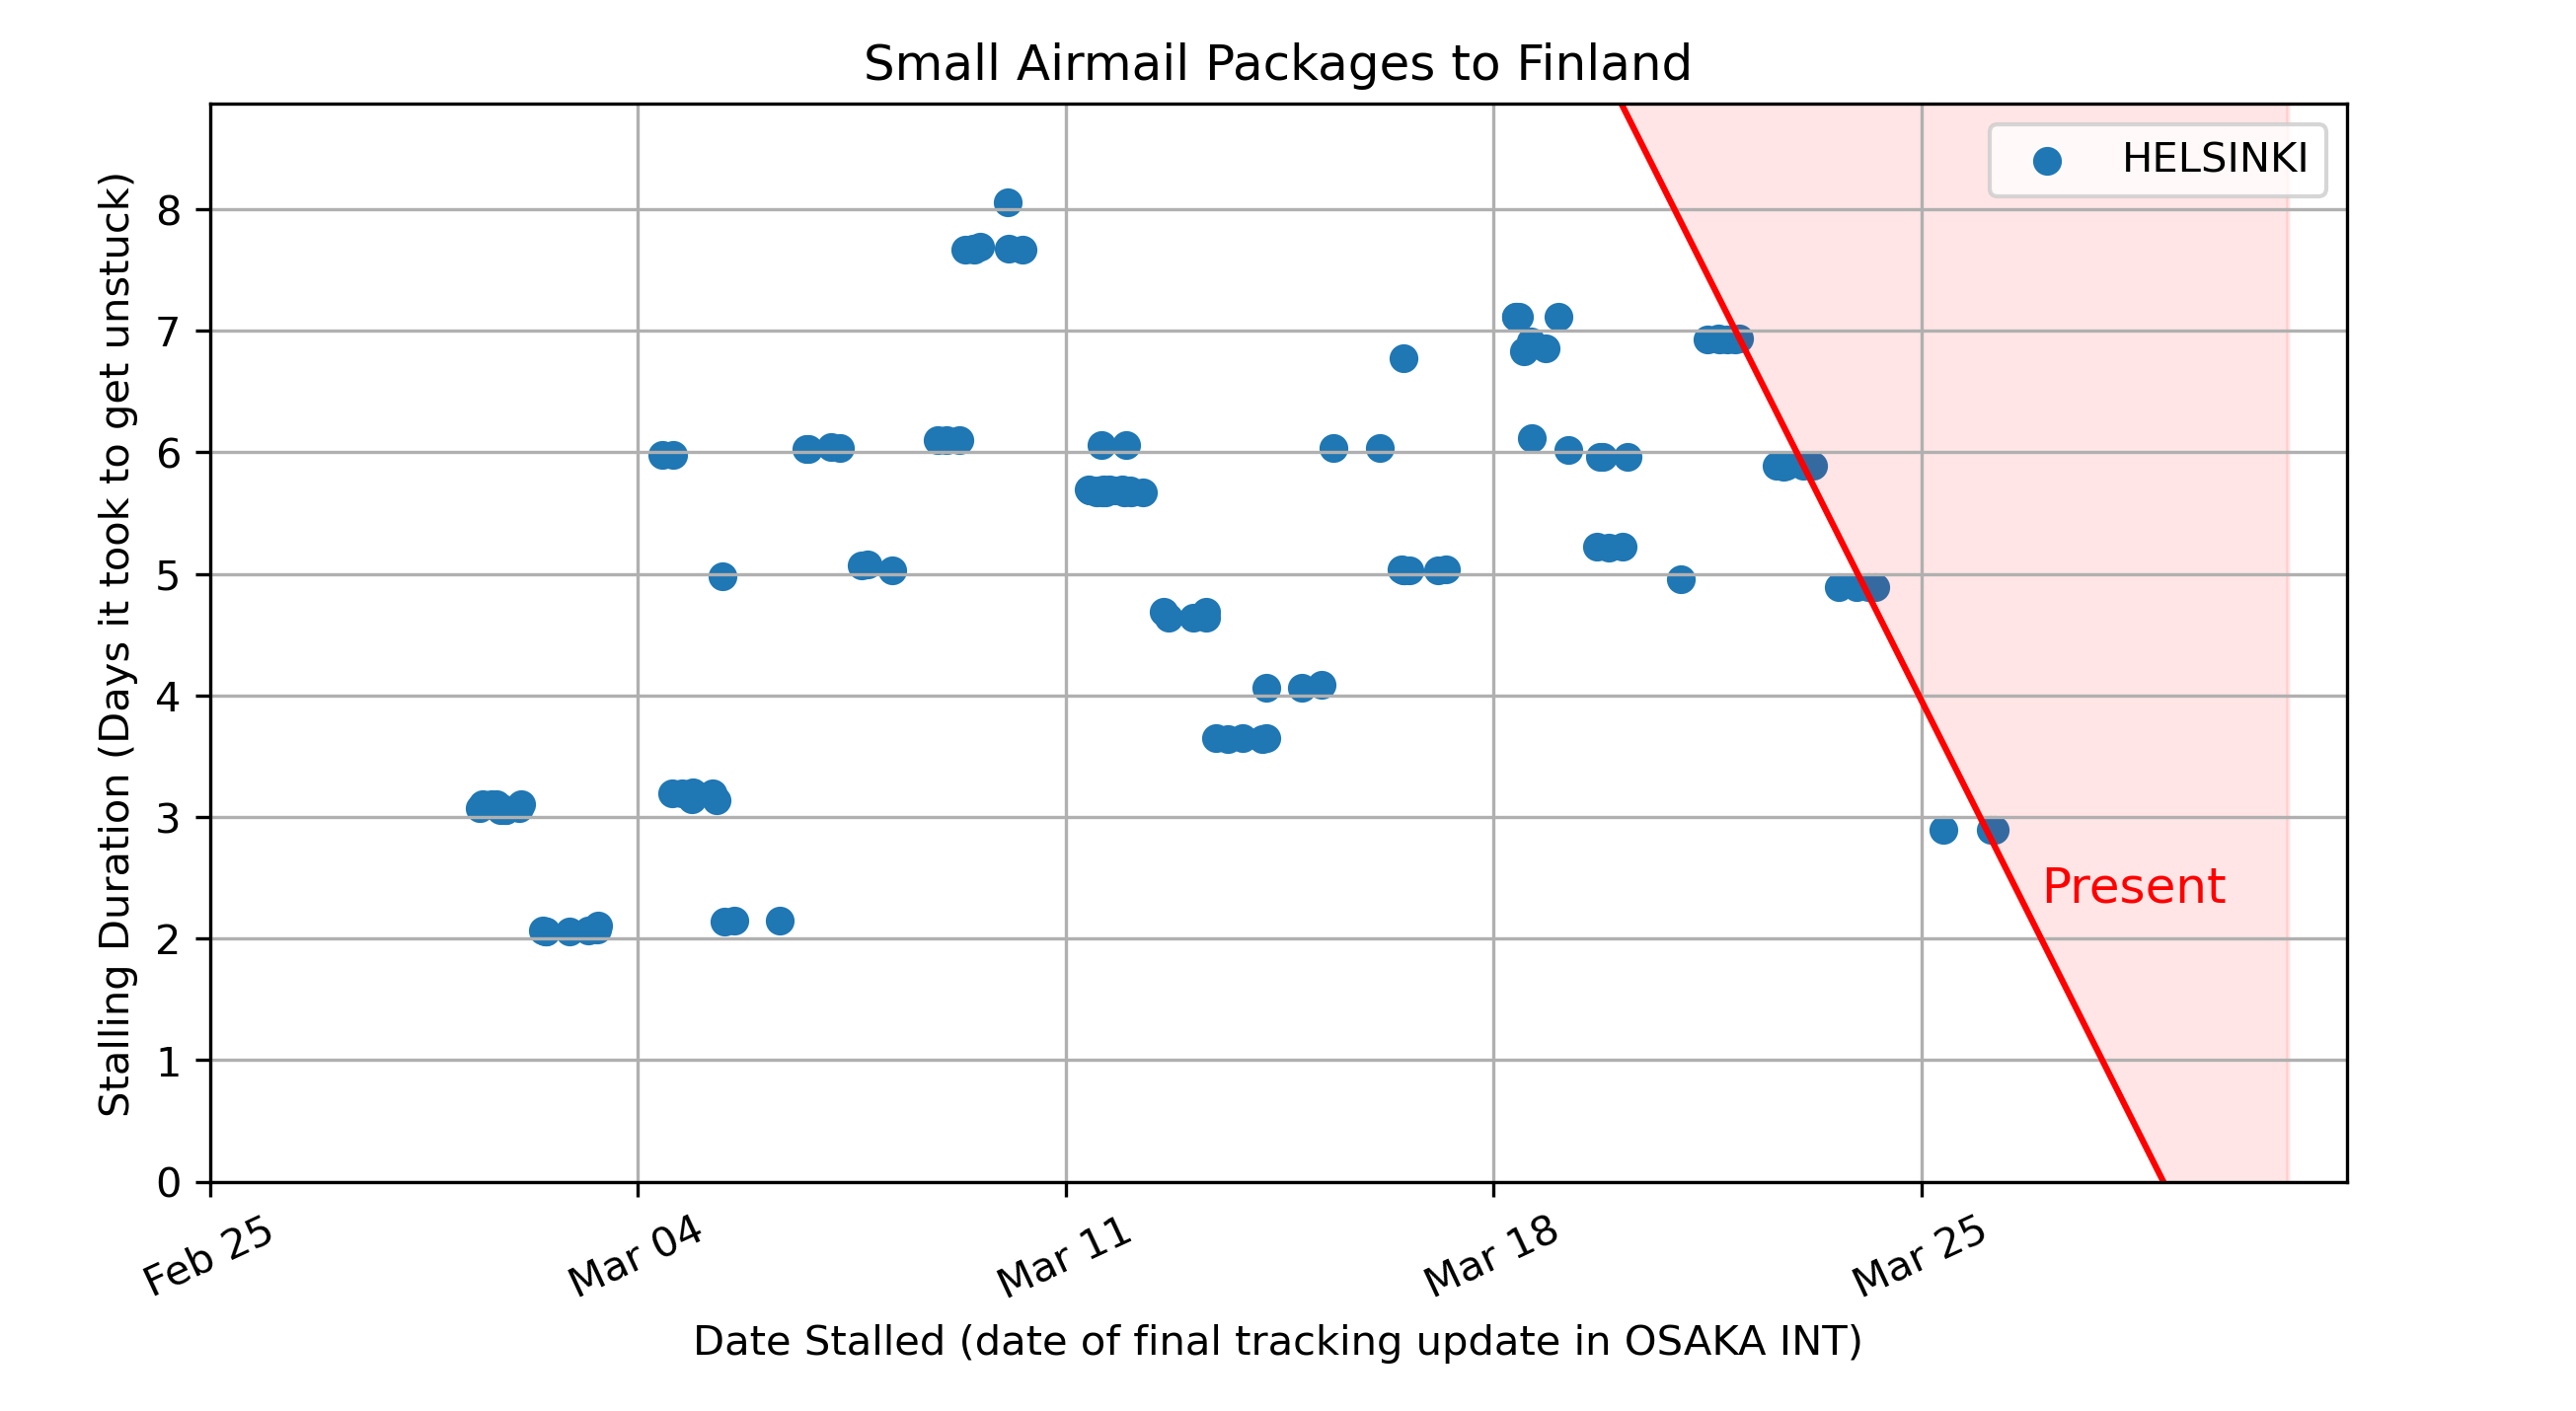 Small Airmail Packages to Finland
HELSINKI
Stalling Duration (Days it took to get unstuck)
8
7
6
5
4
3
2
1
0
Present
Feb 25
Mar 04
Mar 11
Mar 18
Mar 25
Date Stalled (date of final tracking update in OSAKA INT)